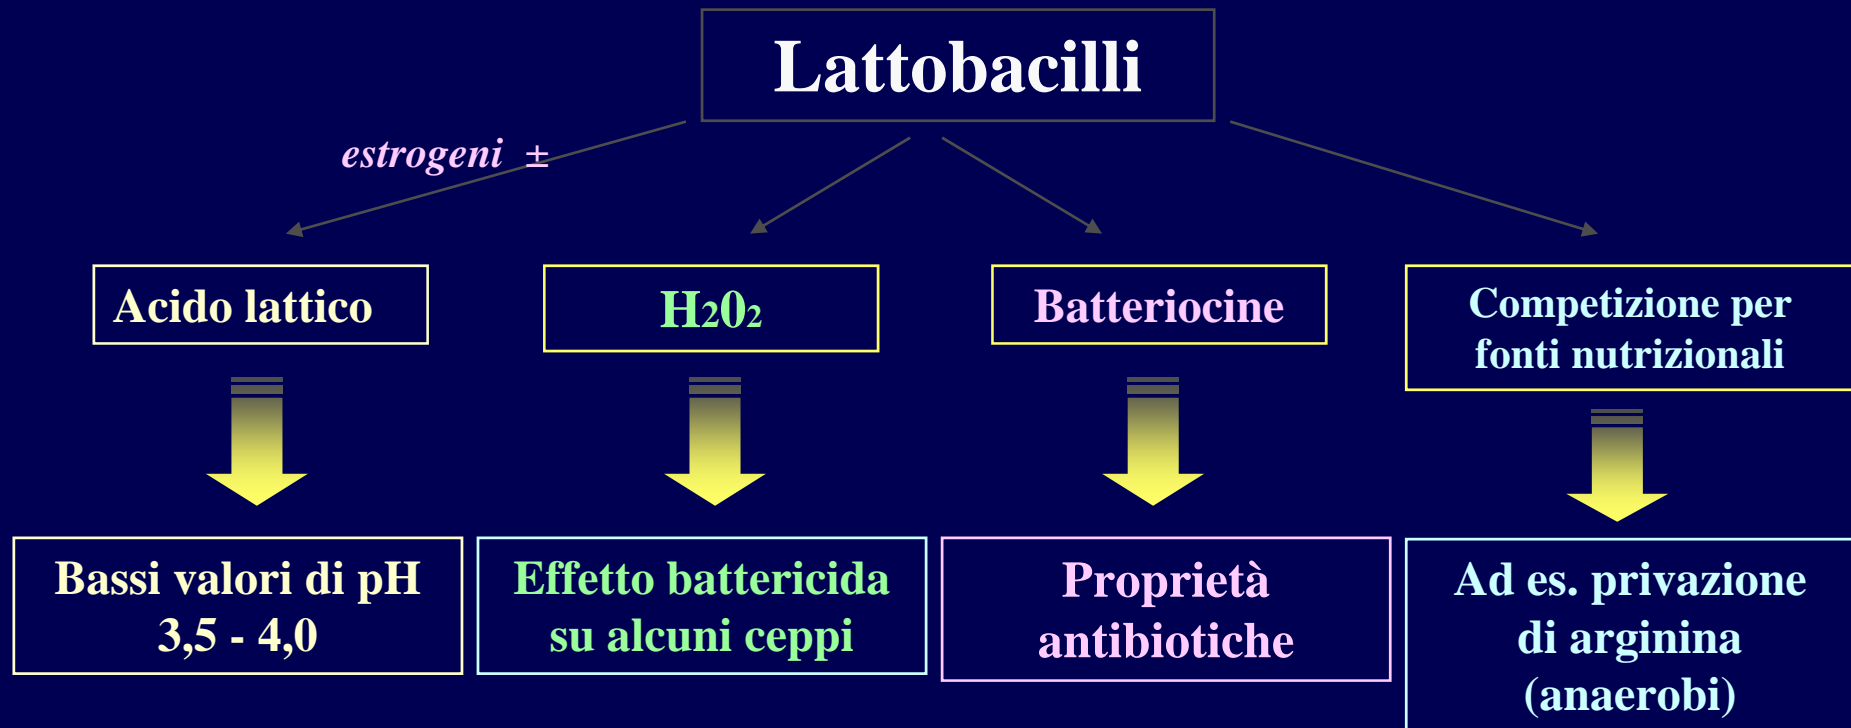 Lattobacilli
estrogeni ±
Acido lattico
H202
Batteriocine
Competizione per
fonti nutrizionali
Bassi valori di pH
3,5 - 4,0
Effetto battericida
su alcuni ceppi
Proprietà
antibiotiche
Ad es. privazione
di arginina
(anaerobi)